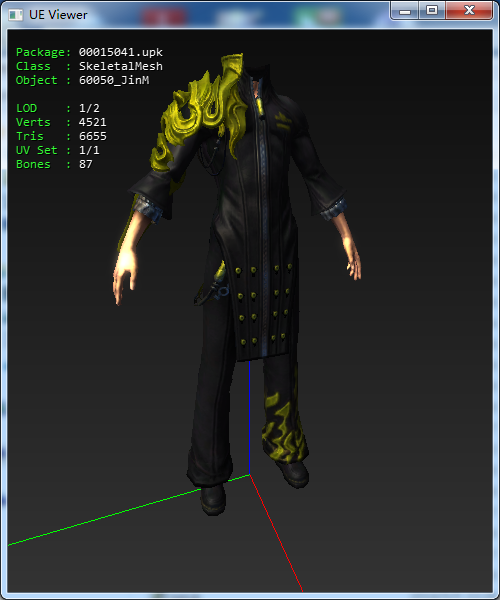 UE Viewer
Package: 00015041.upk
Class  : SkeletalMesh
Object : 60050_JinM
LOD    : 1/2
Verts  : 4521
Tris   : 6655
UV Set : 1/1
Bones  : 87